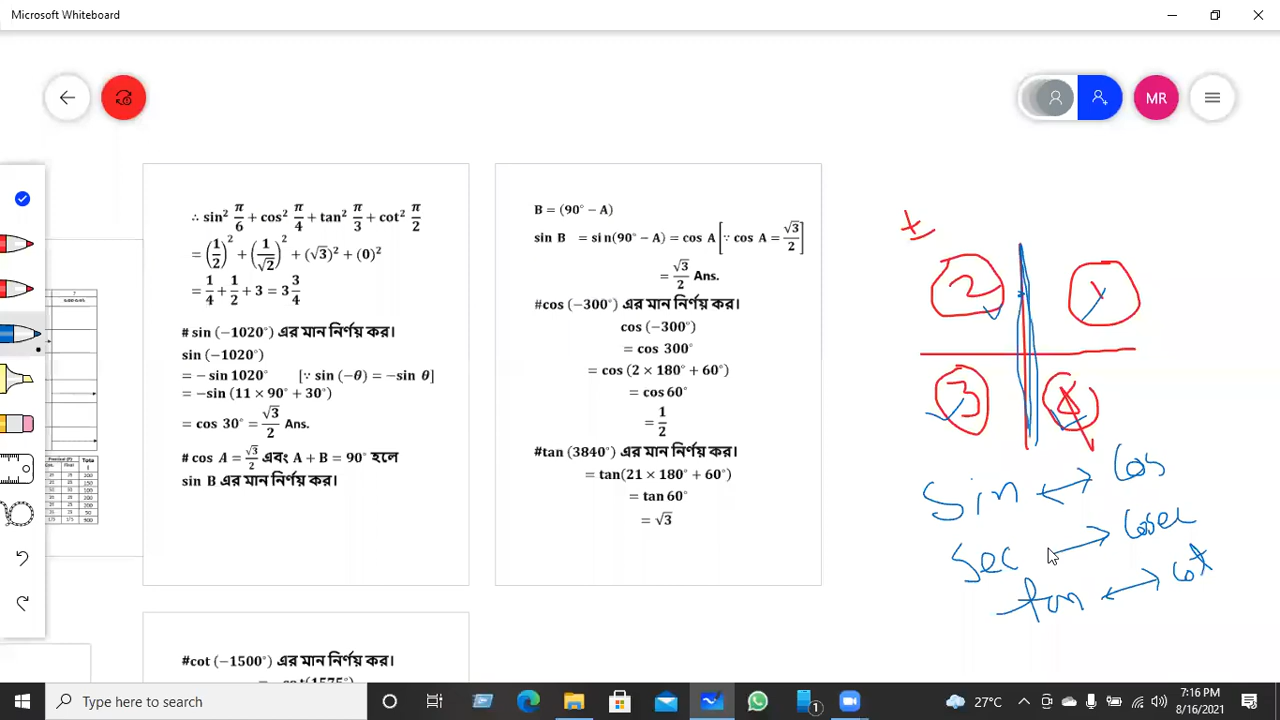 Microsoft Whiteboard
MR
∴ sin² π/6 + cos² π/4 + tan² π/3 + cot² π/2
= (1/2)² + (1/√2)² + (√3)² + (0)²
= 1/4 + 1/2 + 3 = 3 3/4
# sin (−1020°) এর মান নির্ণয় কর।
sin (−1020°)
= − sin 1020° [∵ sin (−θ) = −sin θ]
= −sin (11 × 90° + 30°)
= cos 30° = √3/2 Ans.
# cos A = √3/2 এবং A + B = 90° হলে
sin B এর মান নির্ণয় কর।
B = (90° − A)
sin B = sin(90° − A) = cos A [∵ cos A = √3/2]
= √3/2 Ans.
#cos (−300°) এর মান নির্ণয় কর।
cos (−300°)
= cos 300°
= cos (2 × 180° + 60°)
= cos 60°
= 1/2
#tan (3840°) এর মান নির্ণয় কর।
= tan(21 × 180° + 60°)
= tan 60°
= √3
#cot (−1500°) এর মান নির্ণয় কর।
2 1
3 4
Sin ↔ Cos
Sec → Cosec
tan ↔ cot
Type here to search
1
27°C
7:16 PM
8/16/2021